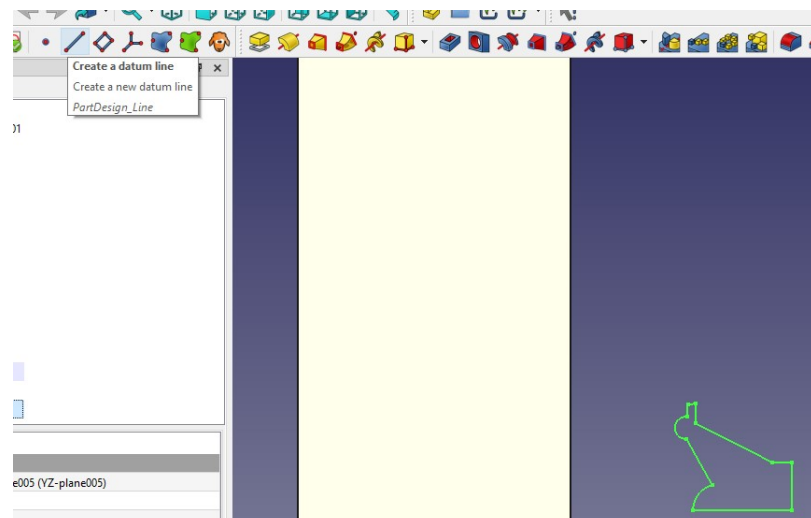 Create a datum line
Create a new datum line
PartDesign_Line
01
e005 (YZ-plane005)